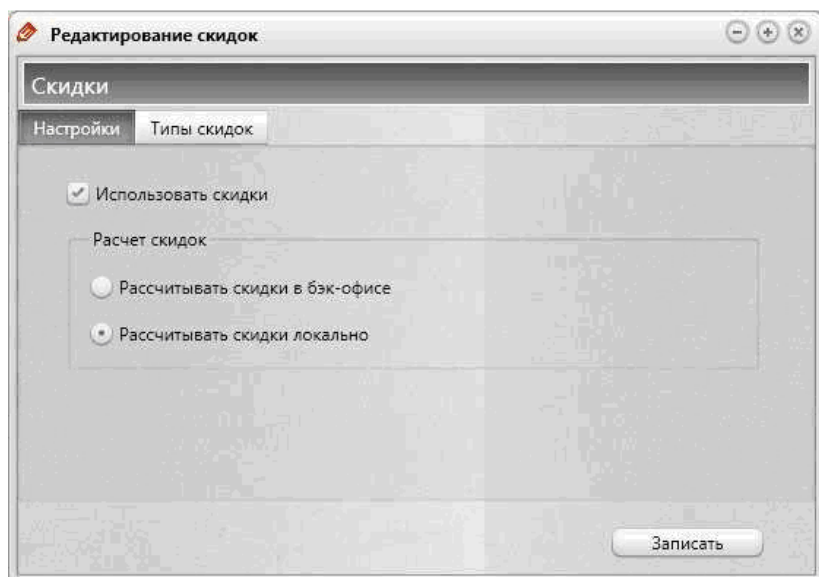 Редактирование скидок
Скидки
Настройки Типы скидок
Использовать скидки
Расчет скидок
Рассчитывать скидки в бэк-офисе
Рассчитывать скидки локально
Записать